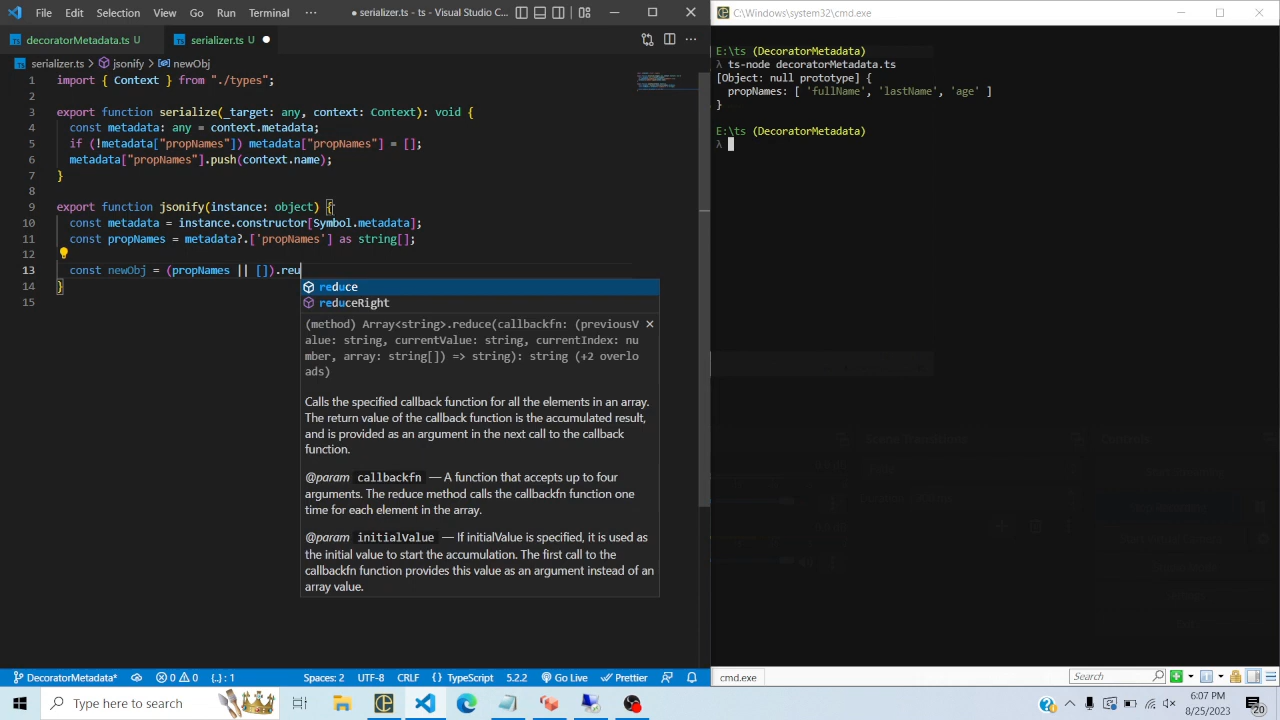 File Edit Selection View Go Run Terminal ··· ● serializer.ts - ts - Visual Studio C...
decoratorMetadata.ts U serializer.ts U ●
serializer.ts > jsonify > newObj
1 import { Context } from "./types";
2
3 export function serialize(_target: any, context: Context): void {
4 const metadata: any = context.metadata;
5 if (!metadata["propNames"]) metadata["propNames"] = [];
6 metadata["propNames"].push(context.name);
7 }
8
9 export function jsonify(instance: object) {
10 const metadata = instance.constructor[Symbol.metadata];
11 const propNames = metadata?.['propNames'] as string[];
12
13 const newObj = (propNames || []).reu
14 }
15
reduce
reduceRight
(method) Array<string>.reduce(callbackfn: (previousV
alue: string, currentValue: string, currentIndex: nu
mber, array: string[]) => string): string (+2 overlo
ads)
Calls the specified callback function for all the elements in an array.
The return value of the callback function is the accumulated result,
and is provided as an argument in the next call to the callback
function.
@param callbackfn — A function that accepts up to four
arguments. The reduce method calls the callbackfn function one
time for each element in the array.
@param initialValue — If initialValue is specified, it is used as
the initial value to start the accumulation. The first call to the
callbackfn function provides this value as an argument instead of an
array value.
DecoratorMetadata* 0 0 {..} : 1 Spaces: 2 UTF-8 CRLF {} TypeScript 5.2.2 Go Live Prettier
C:\Windows\system32\cmd.exe
E:\ts (DecoratorMetadata)
λ ts-node decoratorMetadata.ts
[Object: null prototype] {
propNames: [ 'fullName', 'lastName', 'age' ]
}
E:\ts (DecoratorMetadata)
λ
cmd.exe Search
Type here to search
6:07 PM
8/25/2023
20